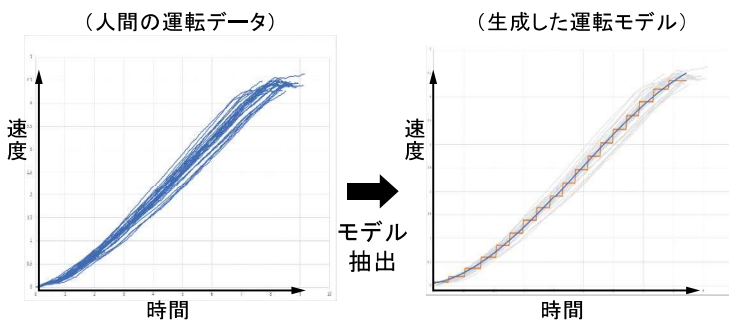 （人間の運転データ）
（生成した運転モデル）
速度
時間
モデル
抽出
速度
時間